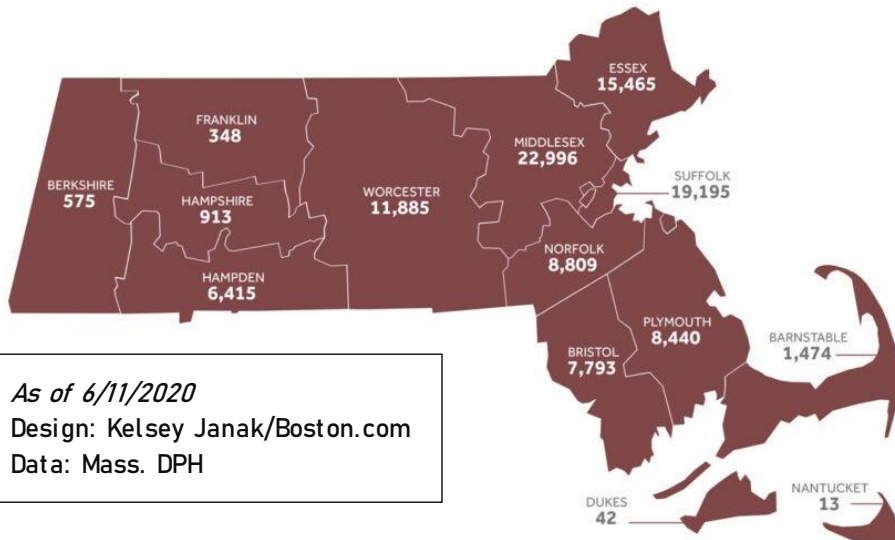 ESSEX
15,465
FRANKLIN
348
MIDDLESEX
22,996
SUFFOLK
19,195
BERKSHIRE
575
HAMPSHIRE
913
WORCESTER
11,885
NORFOLK
8,809
HAMPDEN
6,415
PLYMOUTH
8,440
BARNSTABLE
1,474
BRISTOL
7,793
As of 6/11/2020
Design: Kelsey Janak/Boston.com
Data: Mass. DPH
DUKES
42
NANTUCKET
13